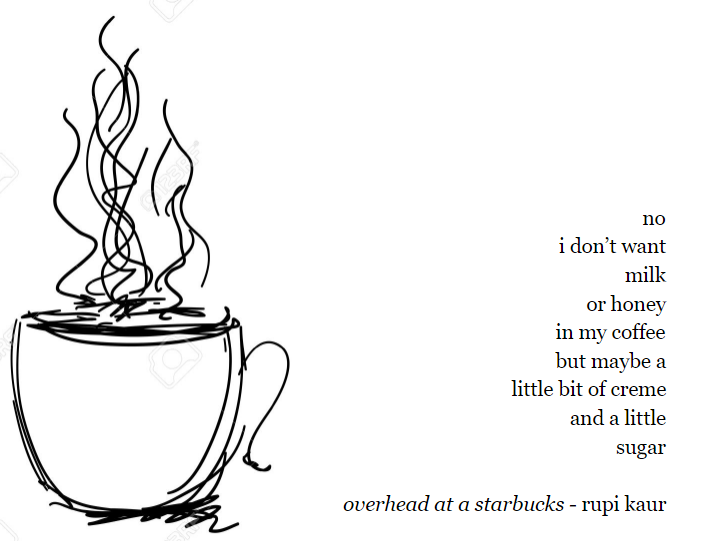 no
i don’t want
milk
or honey
in my coffee
but maybe a
little bit of creme
and a little
sugar
overhead at a starbucks - rupi kaur